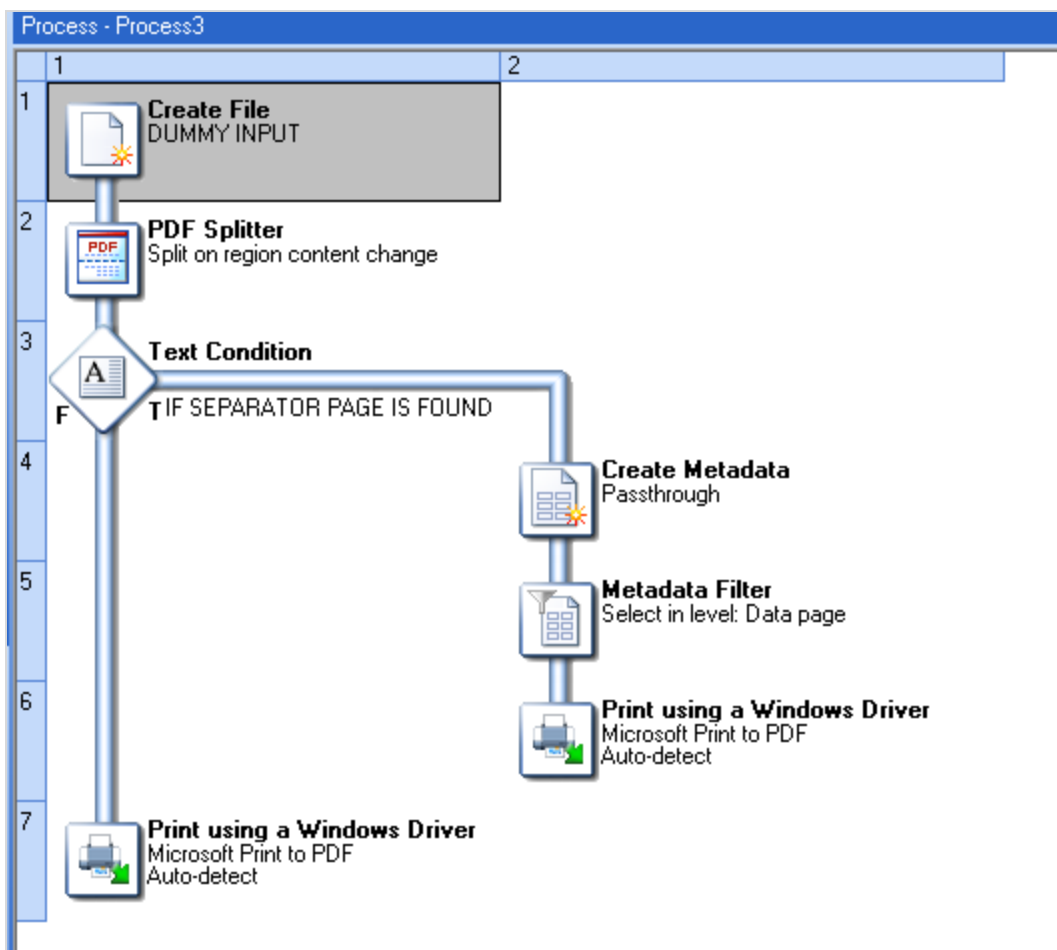 Process - Process3
1
2
1
Create File
DUMMY INPUT
2
PDF
PDF Splitter
Split on region content change
3
A
Text Condition
F
T IF SEPARATOR PAGE IS FOUND
4
Create Metadata
Passthrough
5
Metadata Filter
Select in level: Data page
6
Print using a Windows Driver
Microsoft Print to PDF
Auto-detect
7
Print using a Windows Driver
Microsoft Print to PDF
Auto-detect